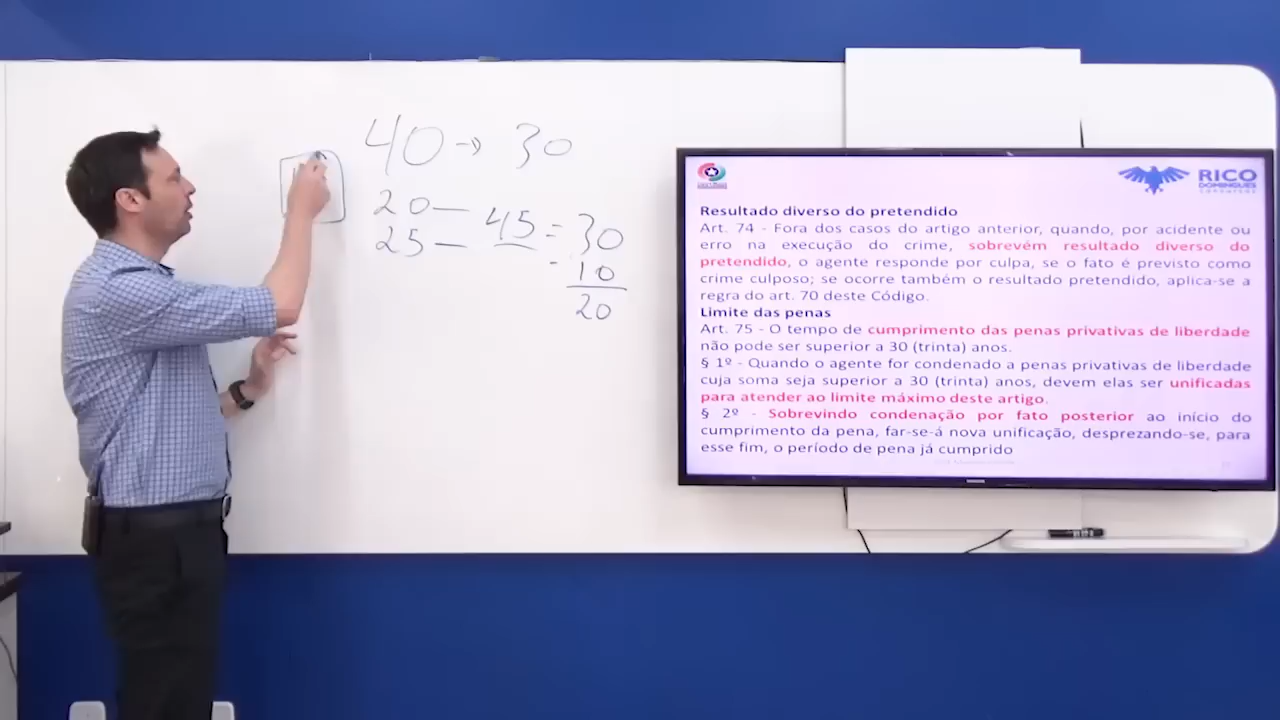 40 → 30
20 — 45 = 30
25 —
- 10
20
RICO
DOMINGUES
CONCURSOS
Resultado diverso do pretendido
Art. 74 - Fora dos casos do artigo anterior, quando, por acidente ou
erro na execução do crime, sobrevém resultado diverso do
pretendido, o agente responde por culpa, se o fato é previsto como
crime culposo; se ocorre também o resultado pretendido, aplica-se a
regra do art. 70 deste Código.
Limite das penas
Art. 75 - O tempo de cumprimento das penas privativas de liberdade
não pode ser superior a 30 (trinta) anos.
§ 1º - Quando o agente for condenado a penas privativas de liberdade
cuja soma seja superior a 30 (trinta) anos, devem elas ser unificadas
para atender ao limite máximo deste artigo.
§ 2º - Sobrevindo condenação por fato posterior ao início do
cumprimento da pena, far-se-á nova unificação, desprezando-se, para
esse fim, o período de pena já cumprido